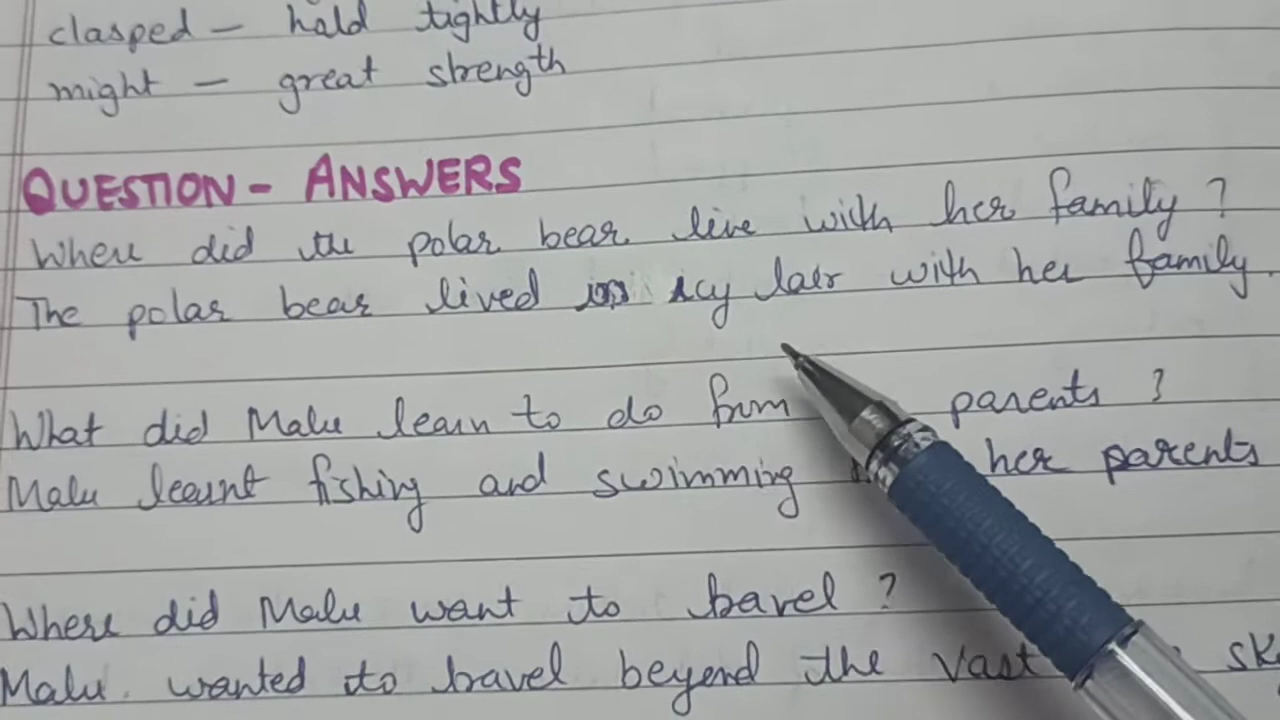 clasped - hold tightly
might - great strength
QUESTION - ANSWERS
Where did the polar bear live with her family ?
The polar bear lived in icy lair with her family.
What did Malu learn to do from parents ?
Malu learnt fishing and swimming her parents
Where did Malu want to travel ?
Malu wanted to travel beyond the vast